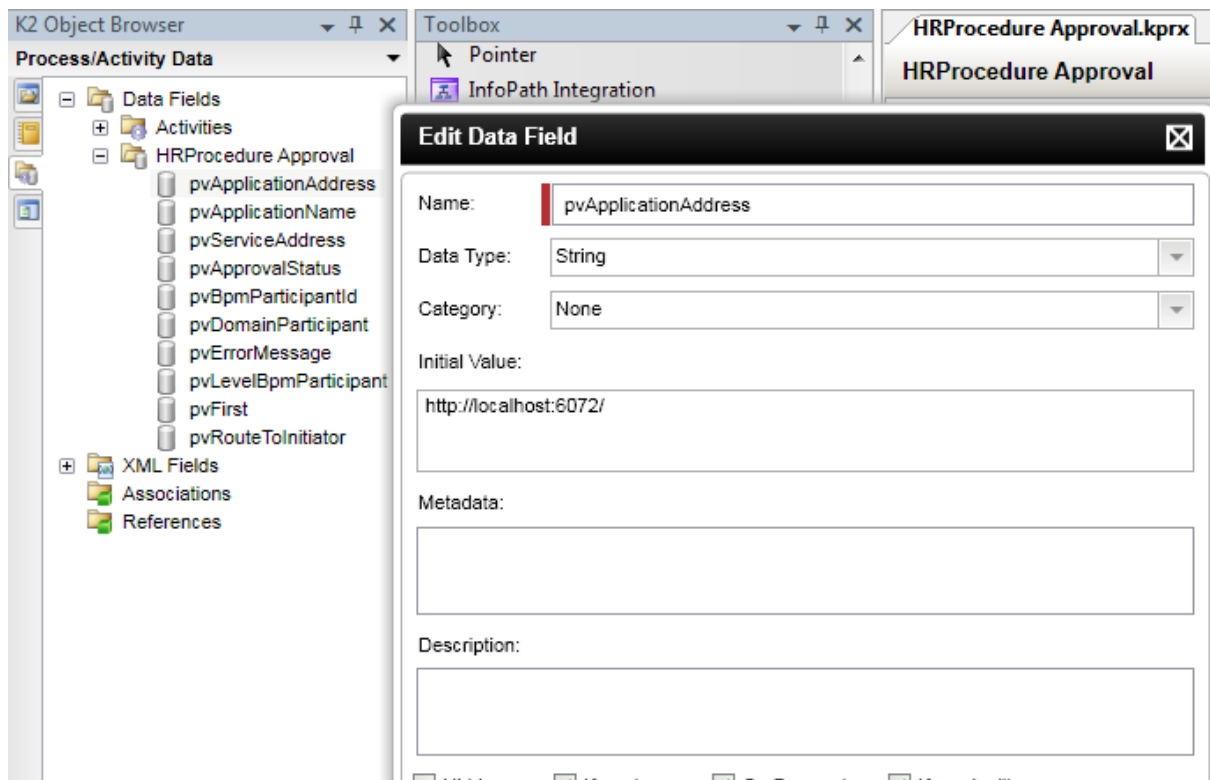 K2 Object Browser
Process/Activity Data
Data Fields
Activities
HRProcedure Approval
pvApplicationAddress
pvApplicationName
pvServiceAddress
pvApprovalStatus
pvBpmParticipantId
pvDomainParticipant
pvErrorMessage
pvLevelBpmParticipant
pvFirst
pvRouteToInitiator
XML Fields
Associations
References
Toolbox
Pointer
InfoPath Integration
HRProcedure Approval.kprx
HRProcedure Approval
Edit Data Field
Name:
pvApplicationAddress
Data Type:
String
Category:
None
Initial Value:
http://localhost:6072/
Metadata:
Description: